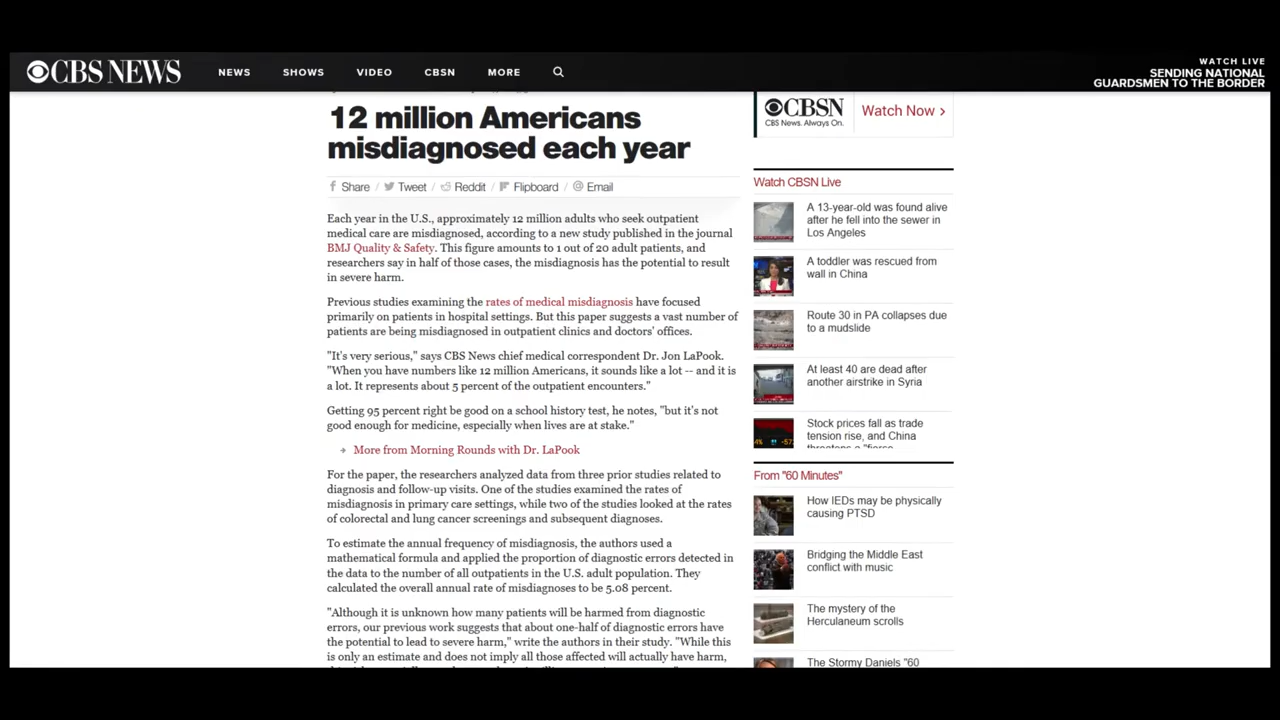 CBS NEWS
NEWS
SHOWS
VIDEO
CBSN
MORE
WATCH LIVE
SENDING NATIONAL
GUARDSMEN TO THE BORDER
12 million Americans
misdiagnosed each year
Share / Tweet / Reddit / Flipboard / Email
Each year in the U.S., approximately 12 million adults who seek outpatient
medical care are misdiagnosed, according to a new study published in the journal
BMJ Quality & Safety. This figure amounts to 1 out of 20 adult patients, and
researchers say in half of those cases, the misdiagnosis has the potential to result
in severe harm.
Previous studies examining the rates of medical misdiagnosis have focused
primarily on patients in hospital settings. But this paper suggests a vast number of
patients are being misdiagnosed in outpatient clinics and doctors' offices.
"It's very serious," says CBS News chief medical correspondent Dr. Jon LaPook.
"When you have numbers like 12 million Americans, it sounds like a lot -- and it is
a lot. It represents about 5 percent of the outpatient encounters."
Getting 95 percent right be good on a school history test, he notes, "but it's not
good enough for medicine, especially when lives are at stake."
More from Morning Rounds with Dr. LaPook
For the paper, the researchers analyzed data from three prior studies related to
diagnosis and follow-up visits. One of the studies examined the rates of
misdiagnosis in primary care settings, while two of the studies looked at the rates
of colorectal and lung cancer screenings and subsequent diagnoses.
To estimate the annual frequency of misdiagnosis, the authors used a
mathematical formula and applied the proportion of diagnostic errors detected in
the data to the number of all outpatients in the U.S. adult population. They
calculated the overall annual rate of misdiagnoses to be 5.08 percent.
"Although it is unknown how many patients will be harmed from diagnostic
errors, our previous work suggests that about one-half of diagnostic errors have
the potential to lead to severe harm," write the authors in their study. "While this
is only an estimate and does not imply all those affected will actually have harm,
CBSN
CBS News. Always On.
Watch Now >
Watch CBSN Live
A 13-year-old was found alive
after he fell into the sewer in
Los Angeles
A toddler was rescued from
wall in China
Route 30 in PA collapses due
to a mudslide
At least 40 are dead after
another airstrike in Syria
Stock prices fall as trade
tension rise, and China
From "60 Minutes"
How IEDs may be physically
causing PTSD
Bridging the Middle East
conflict with music
The mystery of the
Herculaneum scrolls
The Stormy Daniels "60